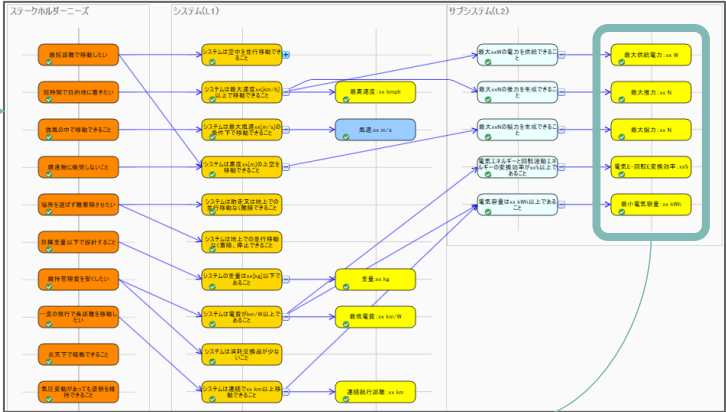 ステークホルダーニーズ
システム(L1)
サブシステム(L2)
最短距離で移動したい
システムは空中を並行移動でき
ること
最大xxWの電力を供給できるこ
と
最大供給電力:xx W
短時間で目的地に着きたい
システムは最大速度xx[km/h]
以上で移動できること
最高速度:xx kmph
最大xxNの推力を生成できるこ
と
最大推力:xx N
強風の中で移動できること
システムは最大風速xx[m/s]の
条件下で移動できること
風速:xx m/s
最大xxNの揚力を生成できるこ
と
最大揚力:xx N
建造物に衝突しないこと
システムは高度xx[m]の上空を
移動できること
電気エネルギーと回転運動エネ
ルギーの変換効率がxx%以上で
あること
電気E-回転E変換効率:xx%
場所を選ばず離着陸させたい
システムは助走又は地上での
並行移動なく離陸できること
電気容量はxx kWh以上であるこ
と
最小電気容量:xx kWh
目標重量以下で設計すること
システムは地上での並行移動
なく着陸、停止できること
維持管理費を安くしたい
システムの重量はxx[kg]以下で
あること
重量:xx kg
一度の飛行で長距離を移動し
たい
システムは電費がkm/W以上で
あること
最低電費:xx km/W
炎天下で稼働できること
システムは消耗交換品が少な
いこと
気圧変動があっても姿勢を維
持できること
システムは連続でxx km以上移
動できること
連続航行距離:xx km